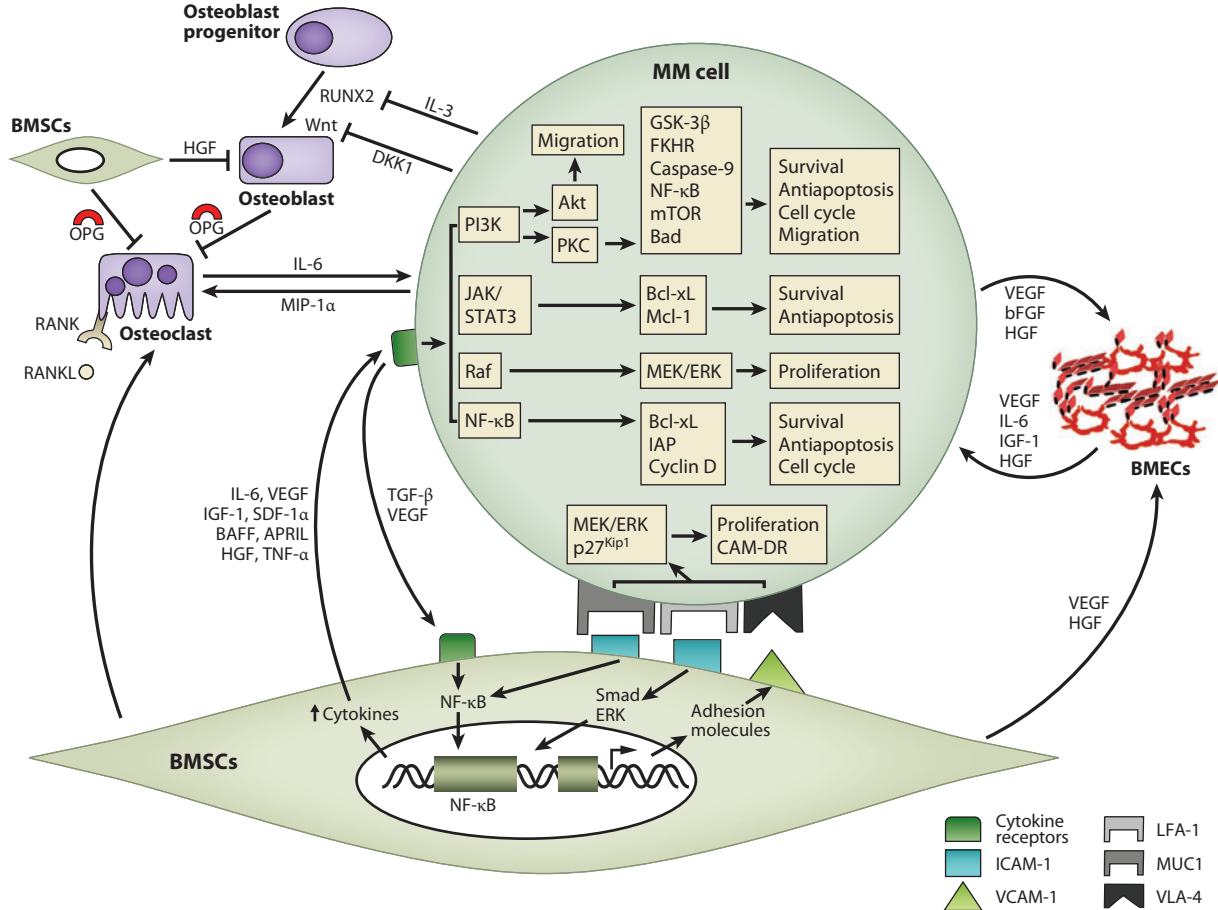 Osteoblast
progenitor
MM cell
RUNX2
IL-3
BMSCs
Wnt
HGF
DKK1
Osteoblast
OPG
OPG
IL-6
MIP-1α
RANK
Osteoclast
RANKL
Migration
Akt
PI3K
PKC
GSK-3β
FKHR
Caspase-9
NF-κB
mTOR
Bad
Survival
Antiapoptosis
Cell cycle
Migration
JAK/
STAT3
Bcl-xL
Mcl-1
Survival
Antiapoptosis
Raf
MEK/ERK
Proliferation
NF-κB
Bcl-xL
IAP
Cyclin D
Survival
Antiapoptosis
Cell cycle
MEK/ERK
p27Kip1
Proliferation
CAM-DR
VEGF
bFGF
HGF
VEGF
IL-6
IGF-1
HGF
BMECs
IL-6, VEGF
IGF-1, SDF-1α
BAFF, APRIL
HGF, TNF-α
TGF-β
VEGF
VEGF
HGF
Cytokines
NF-κB
Smad
ERK
Adhesion
molecules
BMSCs
NF-κB
Cytokine
receptors
ICAM-1
VCAM-1
LFA-1
MUC1
VLA-4